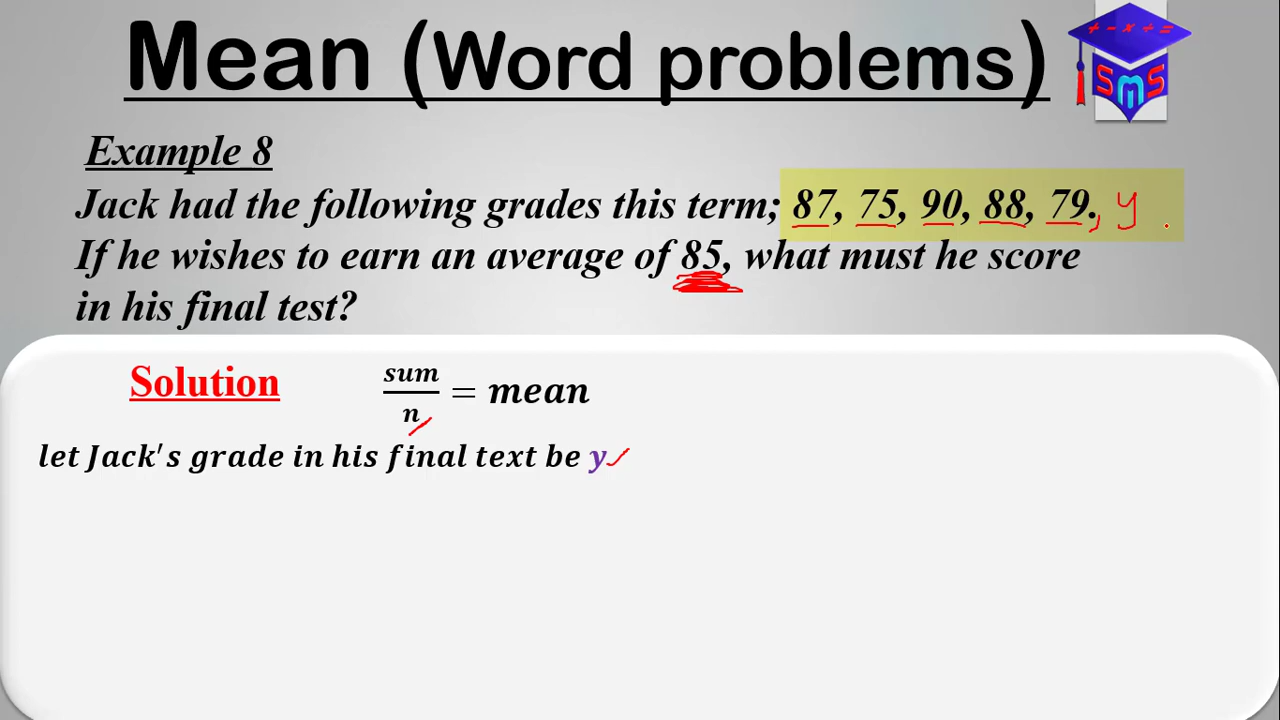 Mean (Word problems)
+ - × ÷ =
SMS
Example 8
Jack had the following grades this term; 87, 75, 90, 88, 79., y
If he wishes to earn an average of 85, what must he score
in his final test?
Solution
sum/n = mean
let Jack's grade in his final text be y